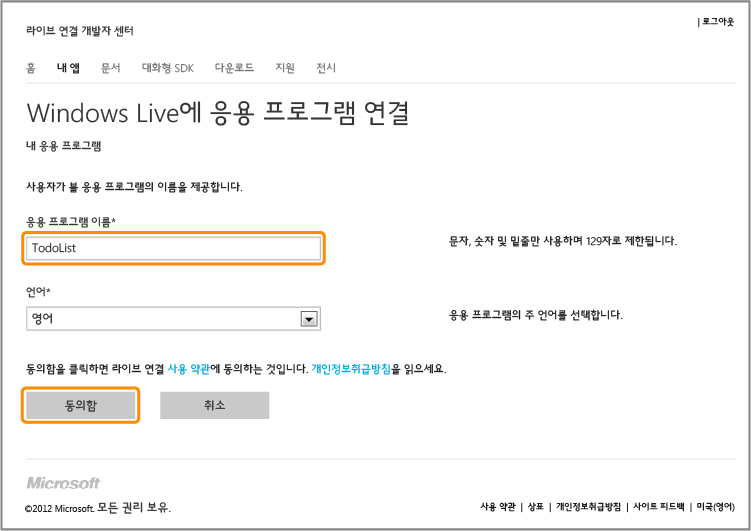 | 로그아웃
라이브 연결 개발자 센터
홈 내 앱 문서 대화형 SDK 다운로드 지원 전시
Windows Live에 응용 프로그램 연결
내 응용 프로그램
사용자가 볼 응용 프로그램의 이름을 제공합니다.
응용 프로그램 이름*
TodoList 문자, 숫자 및 밑줄만 사용하며 129자로 제한됩니다.
언어*
영어 응용 프로그램의 주 언어를 선택합니다.
동의함을 클릭하면 라이브 연결 사용 약관에 동의하는 것입니다. 개인정보취급방침을 읽으세요.
동의함 취소
Microsoft
©2012 Microsoft. 모든 권리 보유. 사용 약관 | 상표 | 개인정보취급방침 | 사이트 피드백 | 미국(영어)